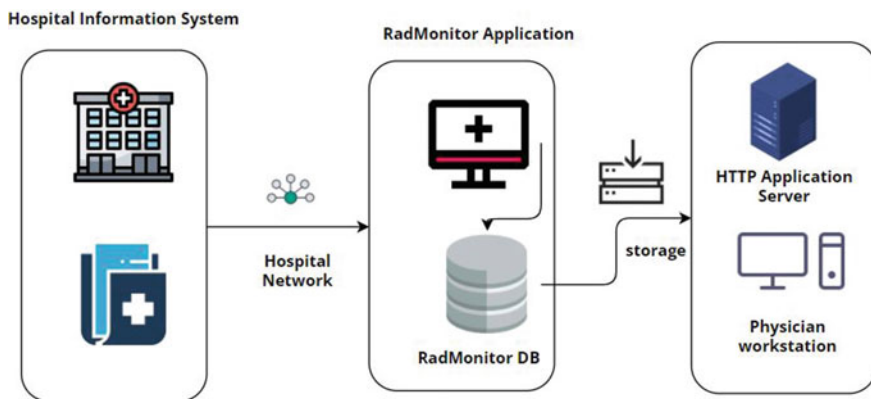 Hospital Information System
RadMonitor Application
Hospital
Network
RadMonitor DB
storage
HTTP Application
Server
Physician
workstation